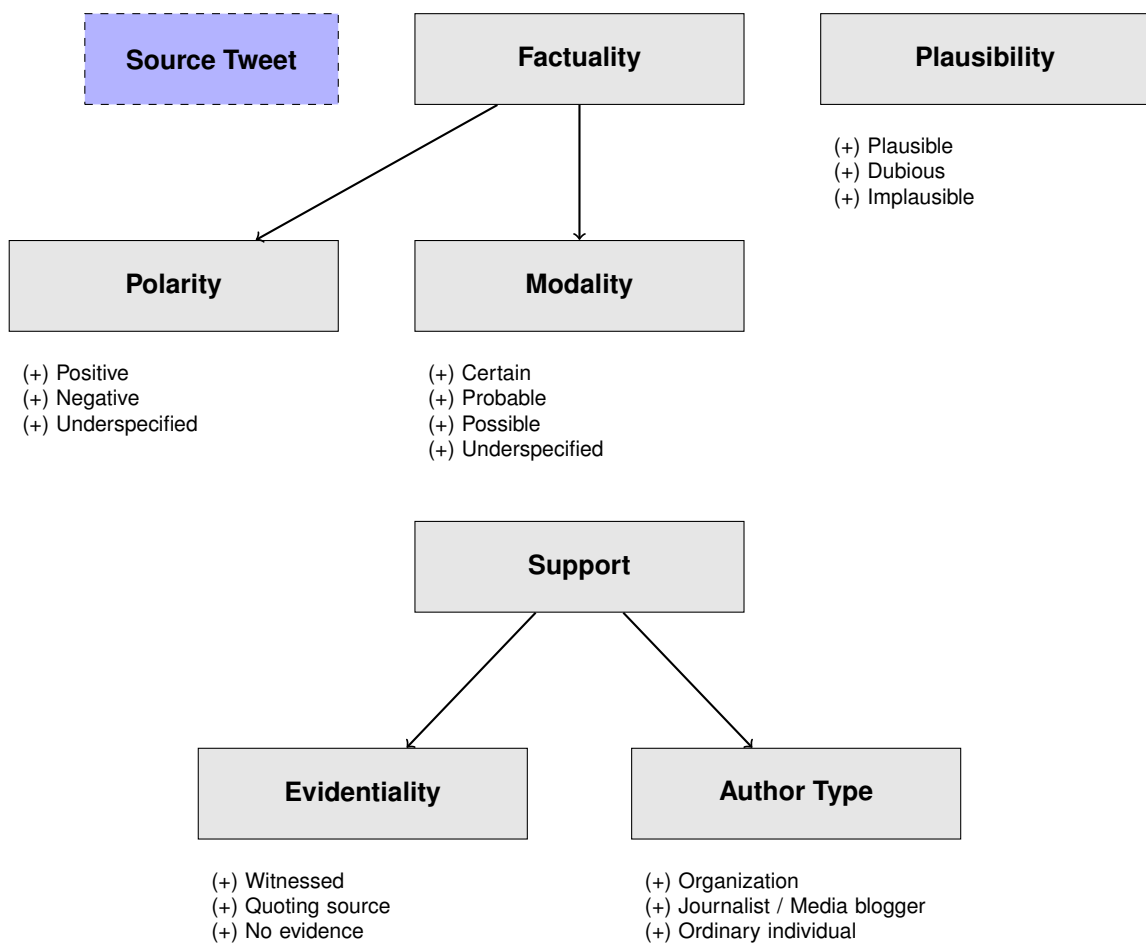 Source Tweet
Factuality
Plausibility
(+) Plausible
(+) Dubious
(+) Implausible
Polarity
Modality
(+) Positive
(+) Negative
(+) Underspecified
(+) Certain
(+) Probable
(+) Possible
(+) Underspecified
Support
Evidentiality
Author Type
(+) Witnessed
(+) Quoting source
(+) No evidence
(+) Organization
(+) Journalist / Media blogger
(+) Ordinary individual